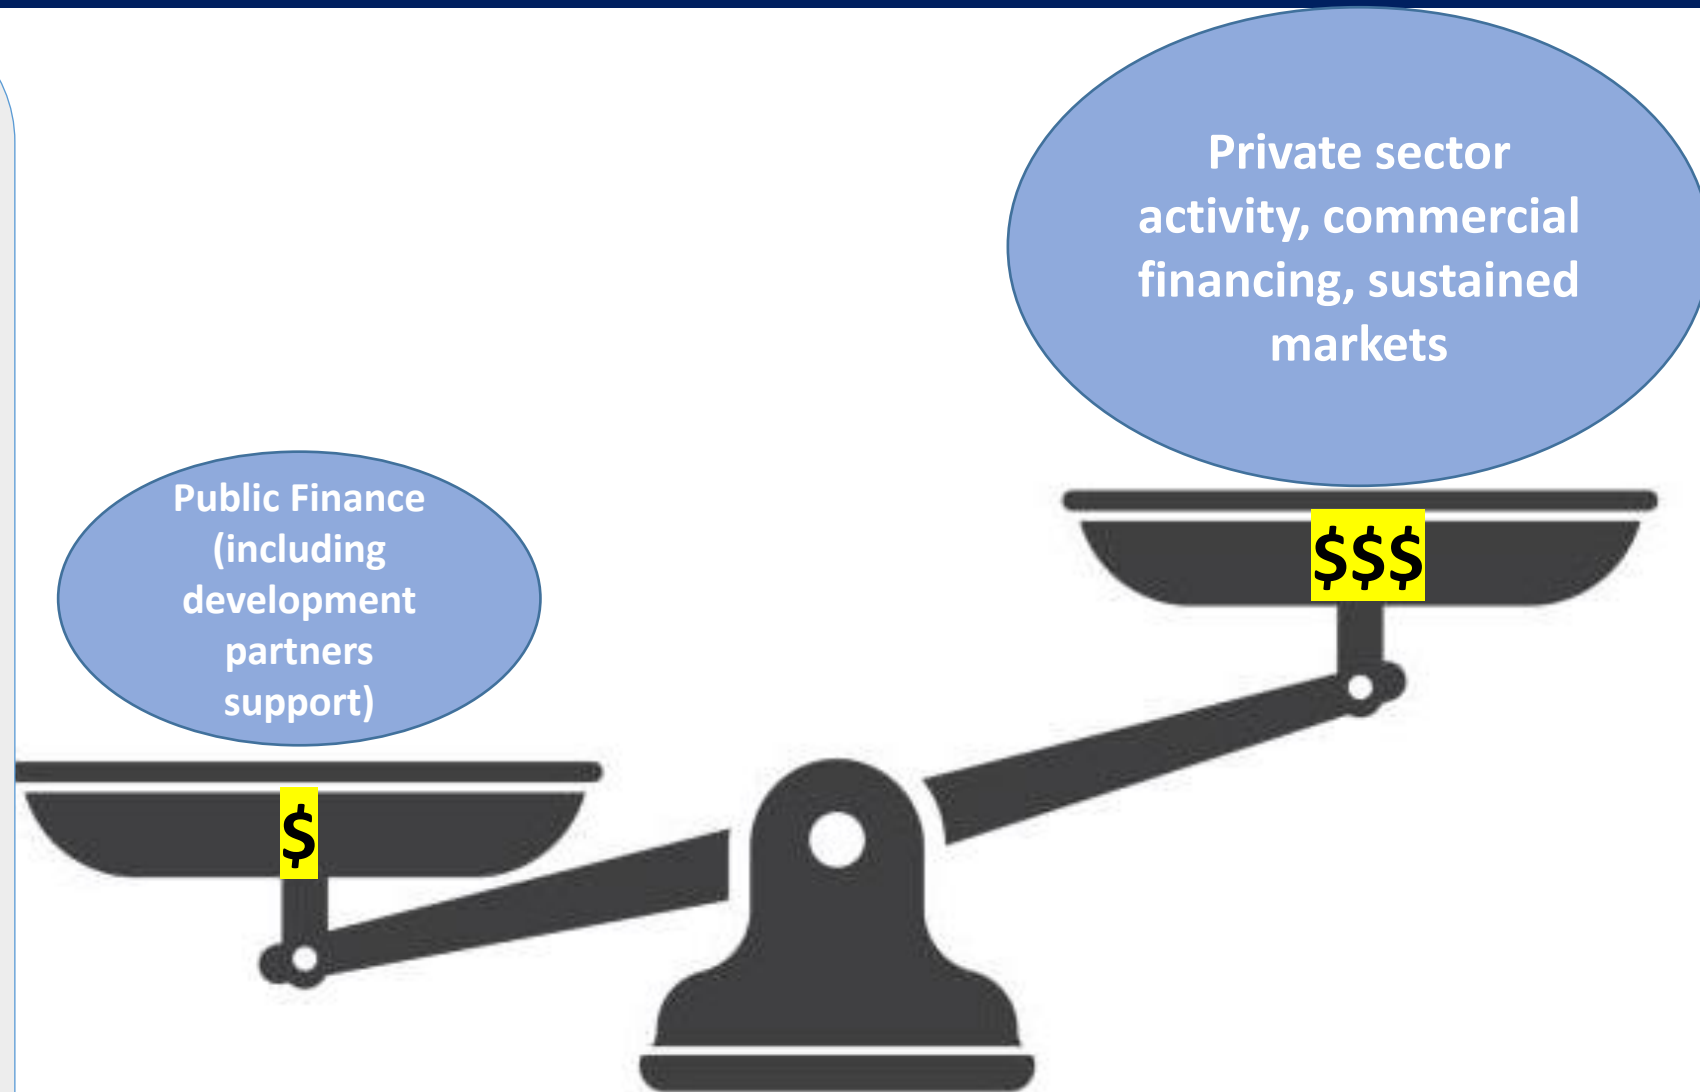 Private sector
activity, commercial
financing, sustained
markets
$$$
Public Finance
(including
development
partners
support)
$